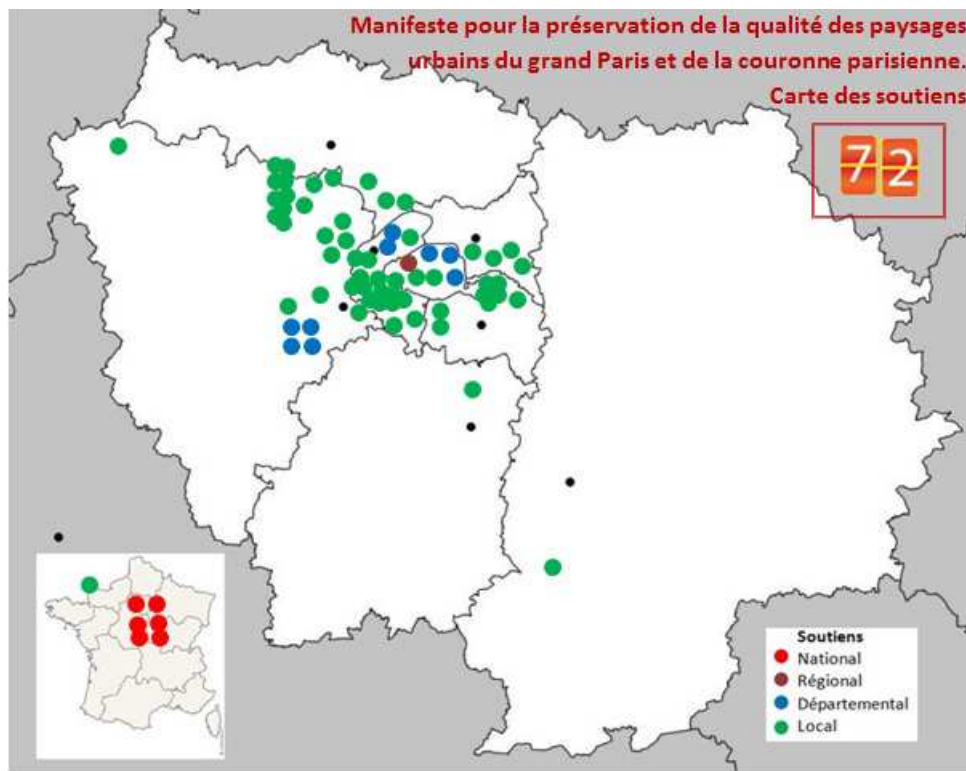 Manifeste pour la préservation de la qualité des paysages
urbains du grand Paris et de la couronne parisienne.
Carte des soutiens
72
Soutiens
National
Régional
Départemental
Local